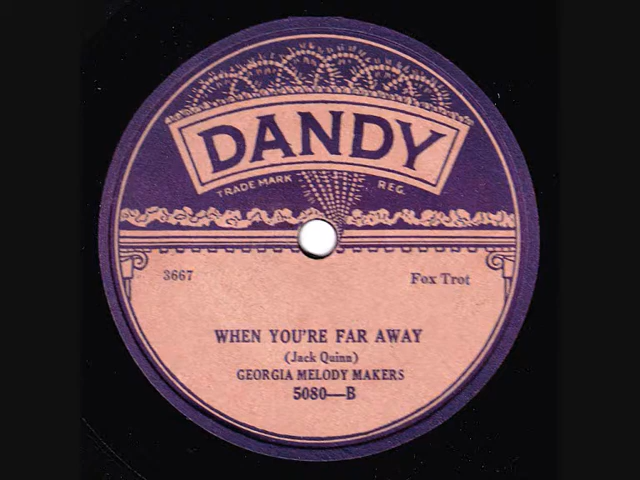 DANDY
TRADE MARK REG.
3667 Fox Trot
WHEN YOU'RE FAR AWAY
(Jack Quinn)
GEORGIA MELODY MAKERS
5080—B